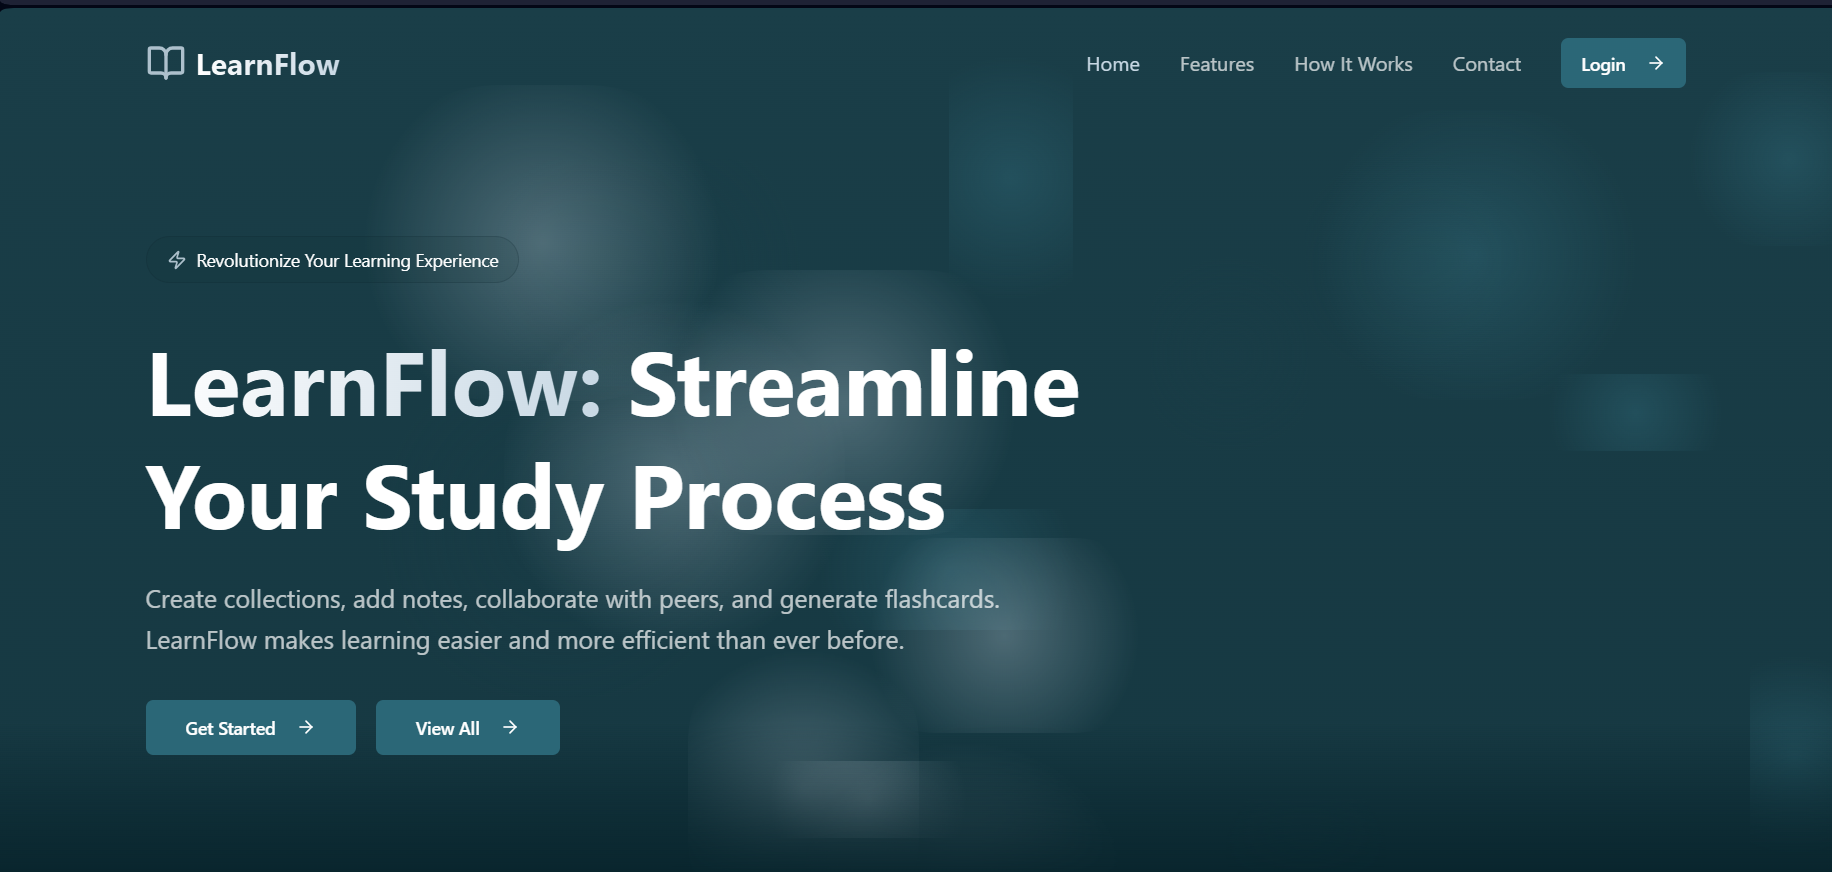 LearnFlow
Home
Features
How It Works
Contact
Login
Revolutionize Your Learning Experience
LearnFlow: Streamline
Your Study Process
Create collections, add notes, collaborate with peers, and generate flashcards.
LearnFlow makes learning easier and more efficient than ever before.
Get Started
View All